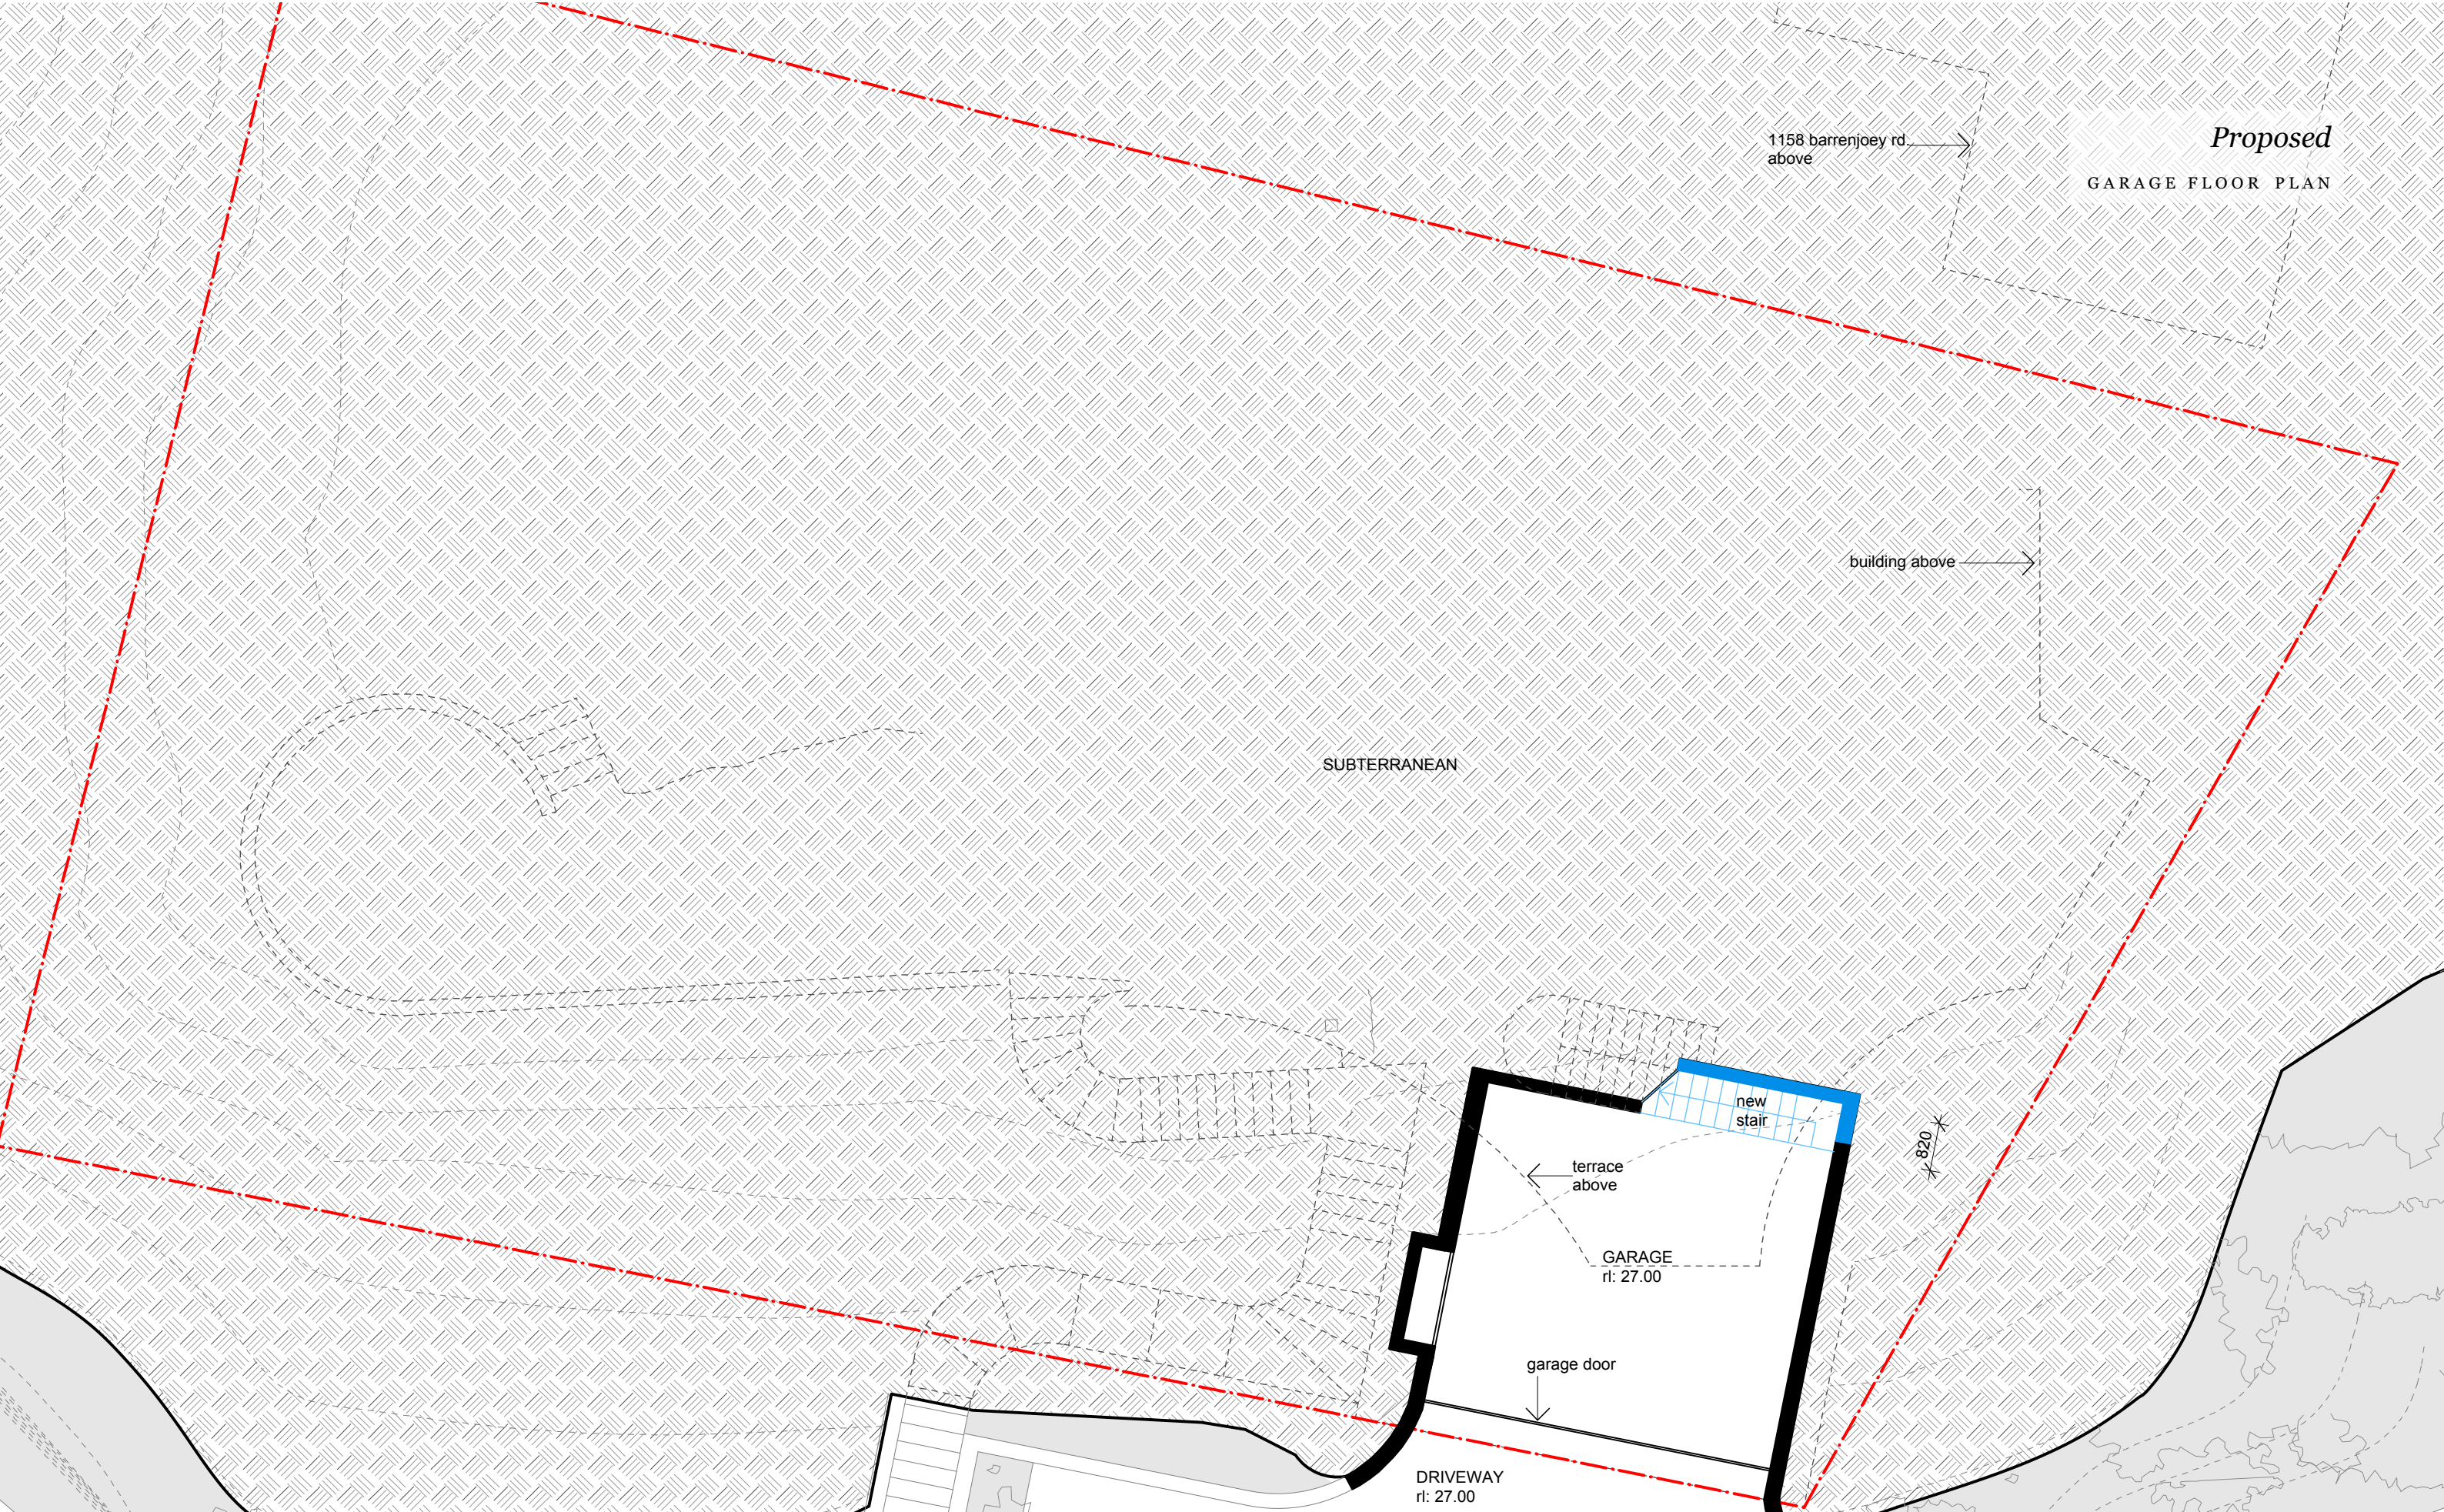 1158 barrenjoey rd.
above
Proposed
GARAGE FLOOR PLAN
building above
SUBTERRANEAN
new
stair
820
terrace
above
GARAGE
rl: 27.00
garage door
DRIVEWAY
rl: 27.00